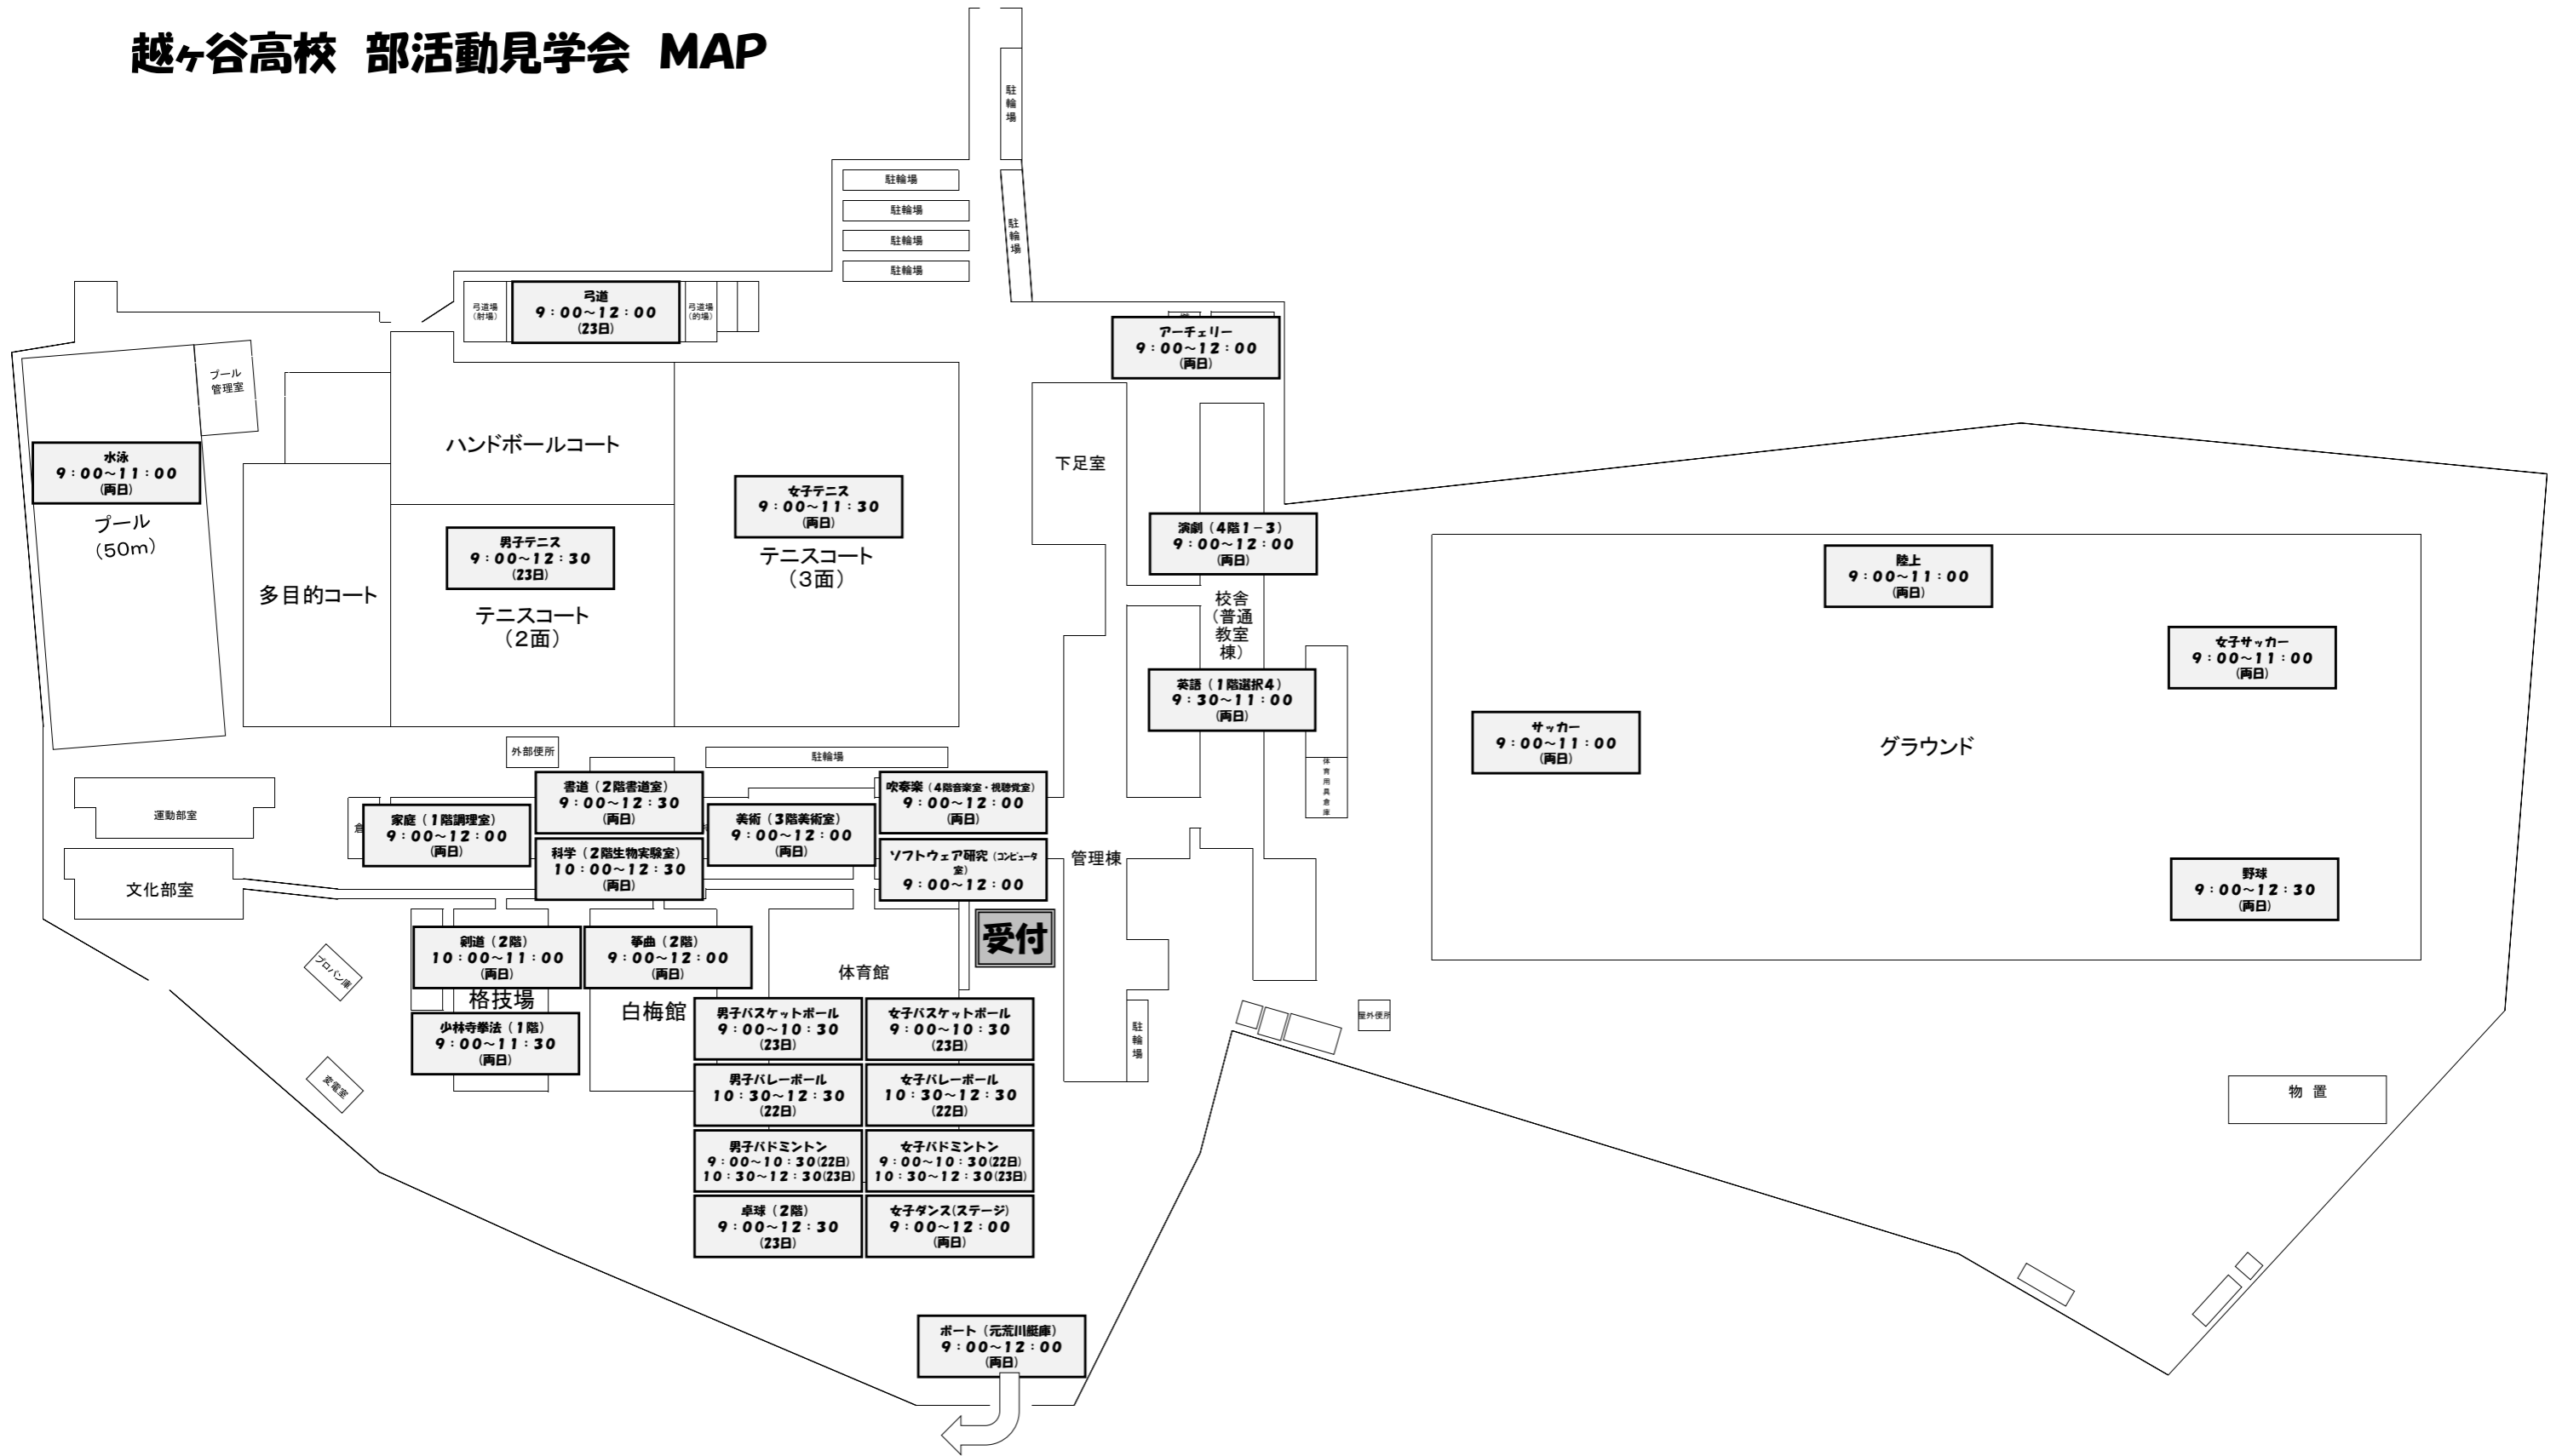 越ヶ谷高校 部活動見学会 MAP
駐輪場
駐輪場
駐輪場
駐輪場
駐輪場
駐輪場
弓道場
(射場)
弓道
9:00～12:00
(23日)
弓道場
(的場)
アーチェリー
9:00～12:00
(両日)
プール
管理室
水泳
9:00～11:00
(両日)
プール
(50m)
ハンドボールコート
多目的コート
男子テニス
9:00～12:30
(23日)
テニスコート
(2面)
女子テニス
9:00～11:30
(両日)
テニスコート
(3面)
下足室
演劇(4階1-3)
9:00～12:00
(両日)
校舎
(普通
教室
棟)
英語(1階選択4)
9:30～11:00
(両日)
体育用具倉庫
陸上
9:00～11:00
(両日)
女子サッカー
9:00～11:00
(両日)
サッカー
9:00～11:00
(両日)
グラウンド
野球
9:00～12:30
(両日)
外部便所
駐輪場
運動部室
文化部室
倉
家庭(1階調理室)
9:00～12:00
(両日)
書道(2階書道室)
9:00～12:30
(両日)
科学(2階生物実験室)
10:00～12:30
(両日)
美術(3階美術室)
9:00～12:00
(両日)
吹奏楽(4階音楽室・視聴覚室)
9:00～12:00
(両日)
ソフトウェア研究(コンピュータ
室)
9:00～12:00
管理棟
受付
プロパン庫
変電室
剣道(2階)
10:00～11:00
(両日)
格技場
少林寺拳法(1階)
9:00～11:30
(両日)
筝曲(2階)
9:00～12:00
(両日)
白梅館
体育館
男子バスケットボール
9:00～10:30
(23日)
女子バスケットボール
9:00～10:30
(23日)
男子バレーボール
10:30～12:30
(22日)
女子バレーボール
10:30～12:30
(22日)
男子バドミントン
9:00～10:30(22日)
10:30～12:30(23日)
女子バドミントン
9:00～10:30(22日)
10:30～12:30(23日)
卓球(2階)
9:00～12:30
(23日)
女子ダンス(ステージ)
9:00～12:00
(両日)
駐輪場
屋外便所
物 置
ボート(元荒川艇庫)
9:00～12:00
(両日)